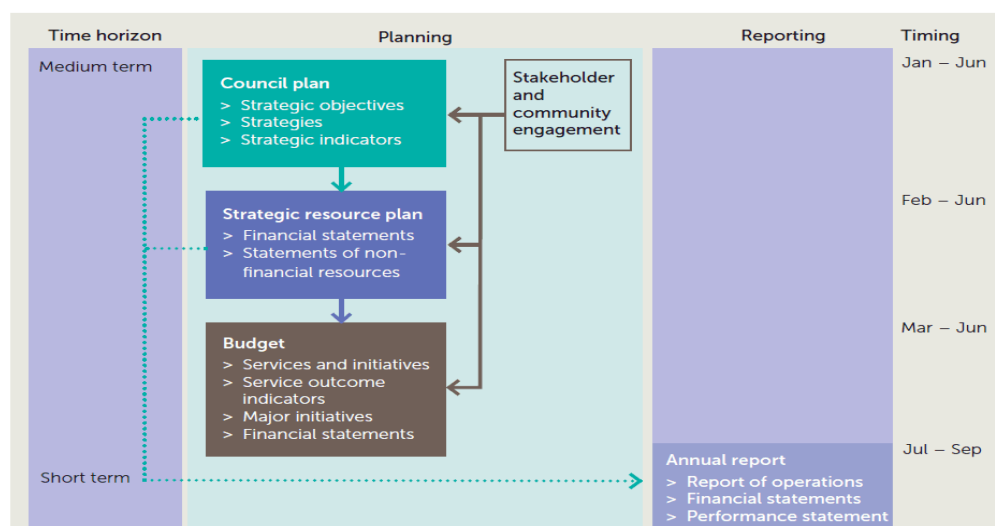 Time horizon
Planning
Reporting
Timing
Medium term
Council plan
> Strategic objectives
> Strategies
> Strategic indicators
Stakeholder
and
community
engagement
Jan – Jun
Strategic resource plan
> Financial statements
> Statements of non-
financial resources
Feb – Jun
Budget
> Services and initiatives
> Service outcome
indicators
> Major initiatives
> Financial statements
Mar – Jun
Short term
Annual report
> Report of operations
> Financial statements
> Performance statement
Jul – Sep